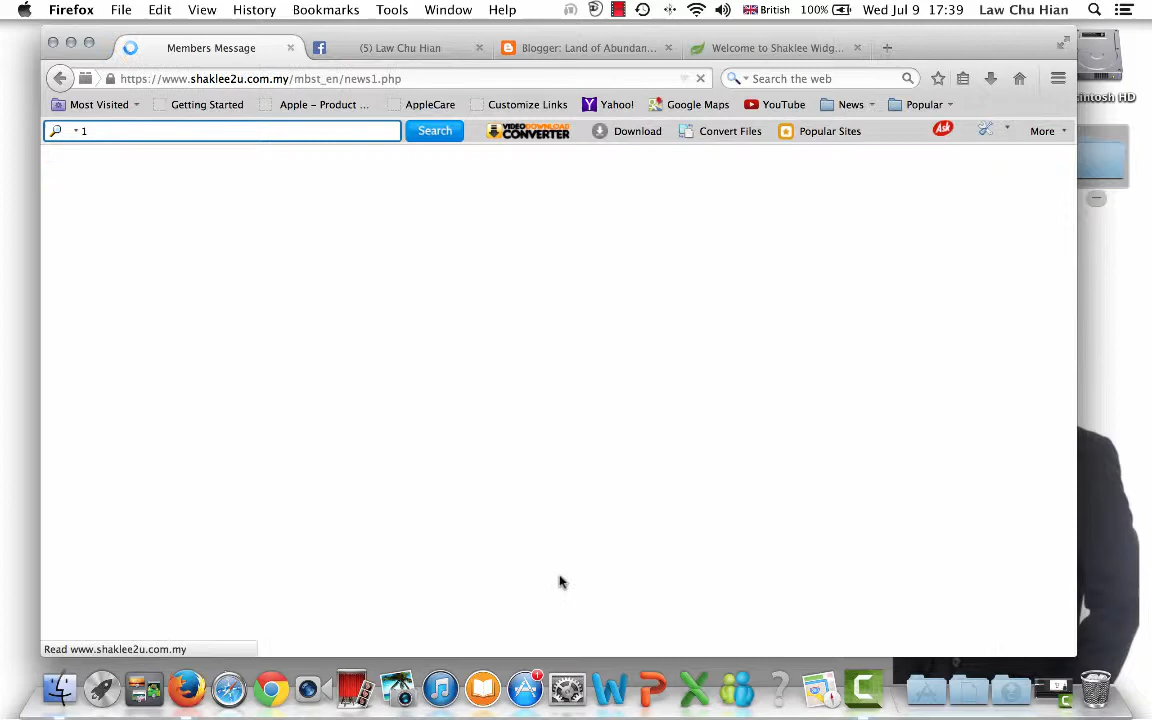 Firefox File Edit View History Bookmarks Tools Window Help British 100% Wed Jul 9 17:39 Law Chu Hian
Members Message (5) Law Chu Hian Blogger: Land of Abundan... Welcome to Shaklee Widg...
https://www.shaklee2u.com.my/mbst_en/news1.php Search the web
Most Visited Getting Started Apple – Product ... AppleCare Customize Links Yahoo! Google Maps YouTube News Popular
1 Search VIDEO DOWNLOAD CONVERTER Download Convert Files Popular Sites Ask More
cintosh HD
Read www.shaklee2u.com.my